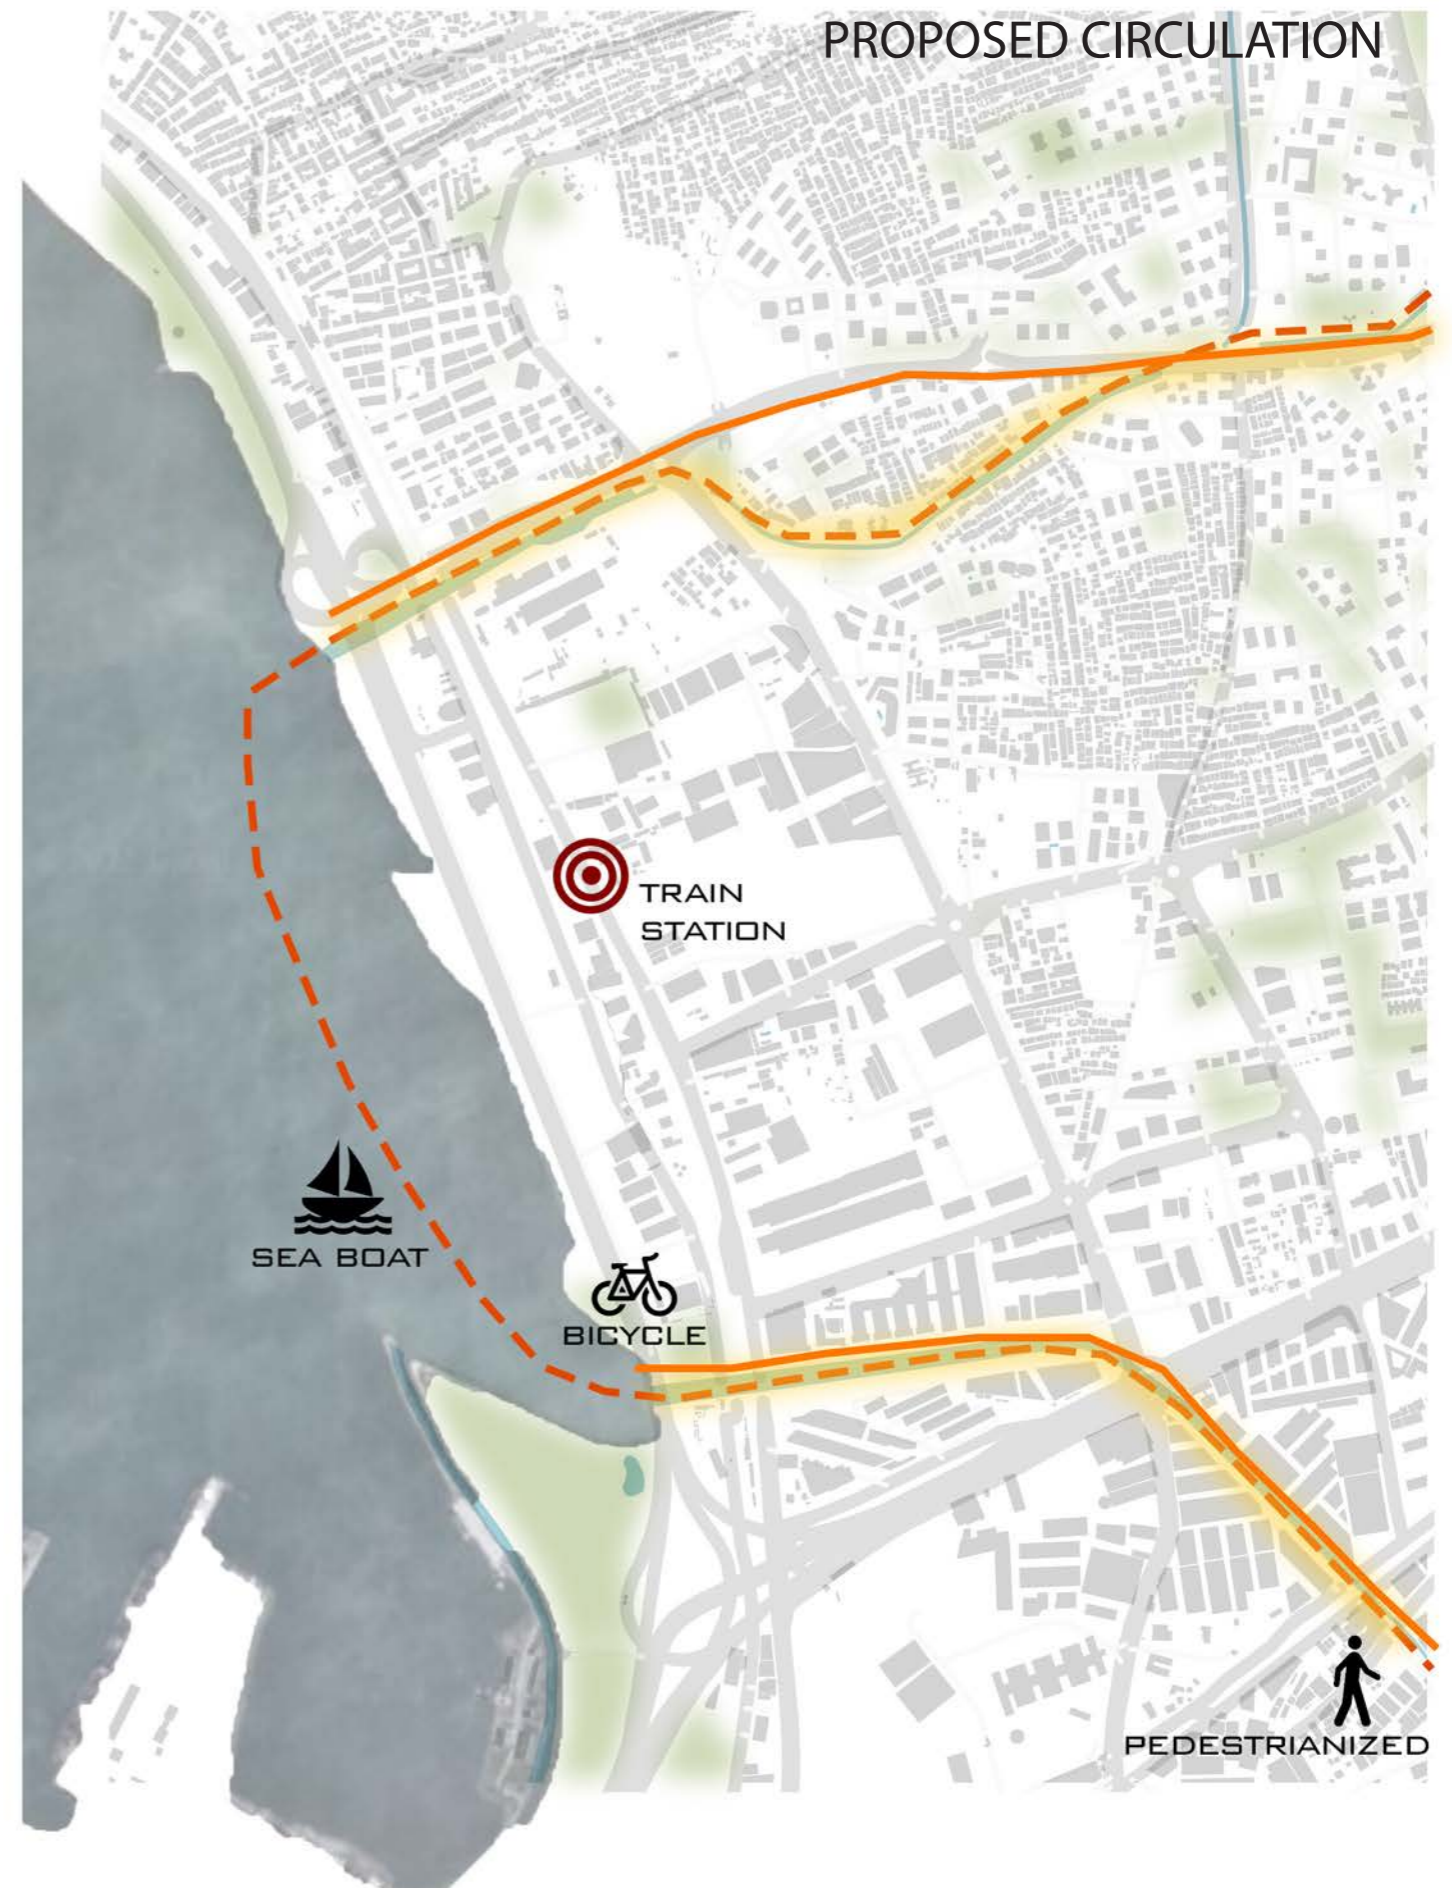 PROPOSED CIRCULATION
TRAIN
STATION
SEA BOAT
BICYCLE
PEDESTRIANIZED